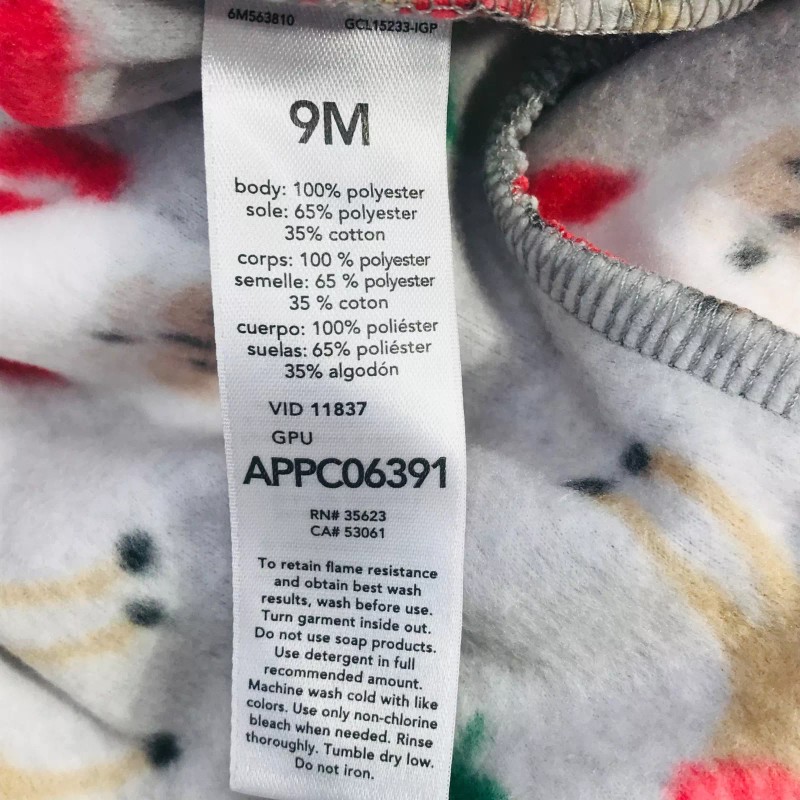 6M563810 GCL15233-IGP
9M
body: 100% polyester
sole: 65% polyester
35% cotton
corps: 100 % polyester
semelle: 65 % polyester
35 % coton
cuerpo: 100% poliéster
suelas: 65% poliéster
35% algodón
VID 11837
GPU
APPC06391
RN# 35623
CA# 53061
To retain flame resistance
and obtain best wash
results, wash before use.
Turn garment inside out.
Do not use soap products.
Use detergent in full
recommended amount.
Machine wash cold with like
colors. Use only non-chlorine
bleach when needed. Rinse
thoroughly. Tumble dry low.
Do not iron.